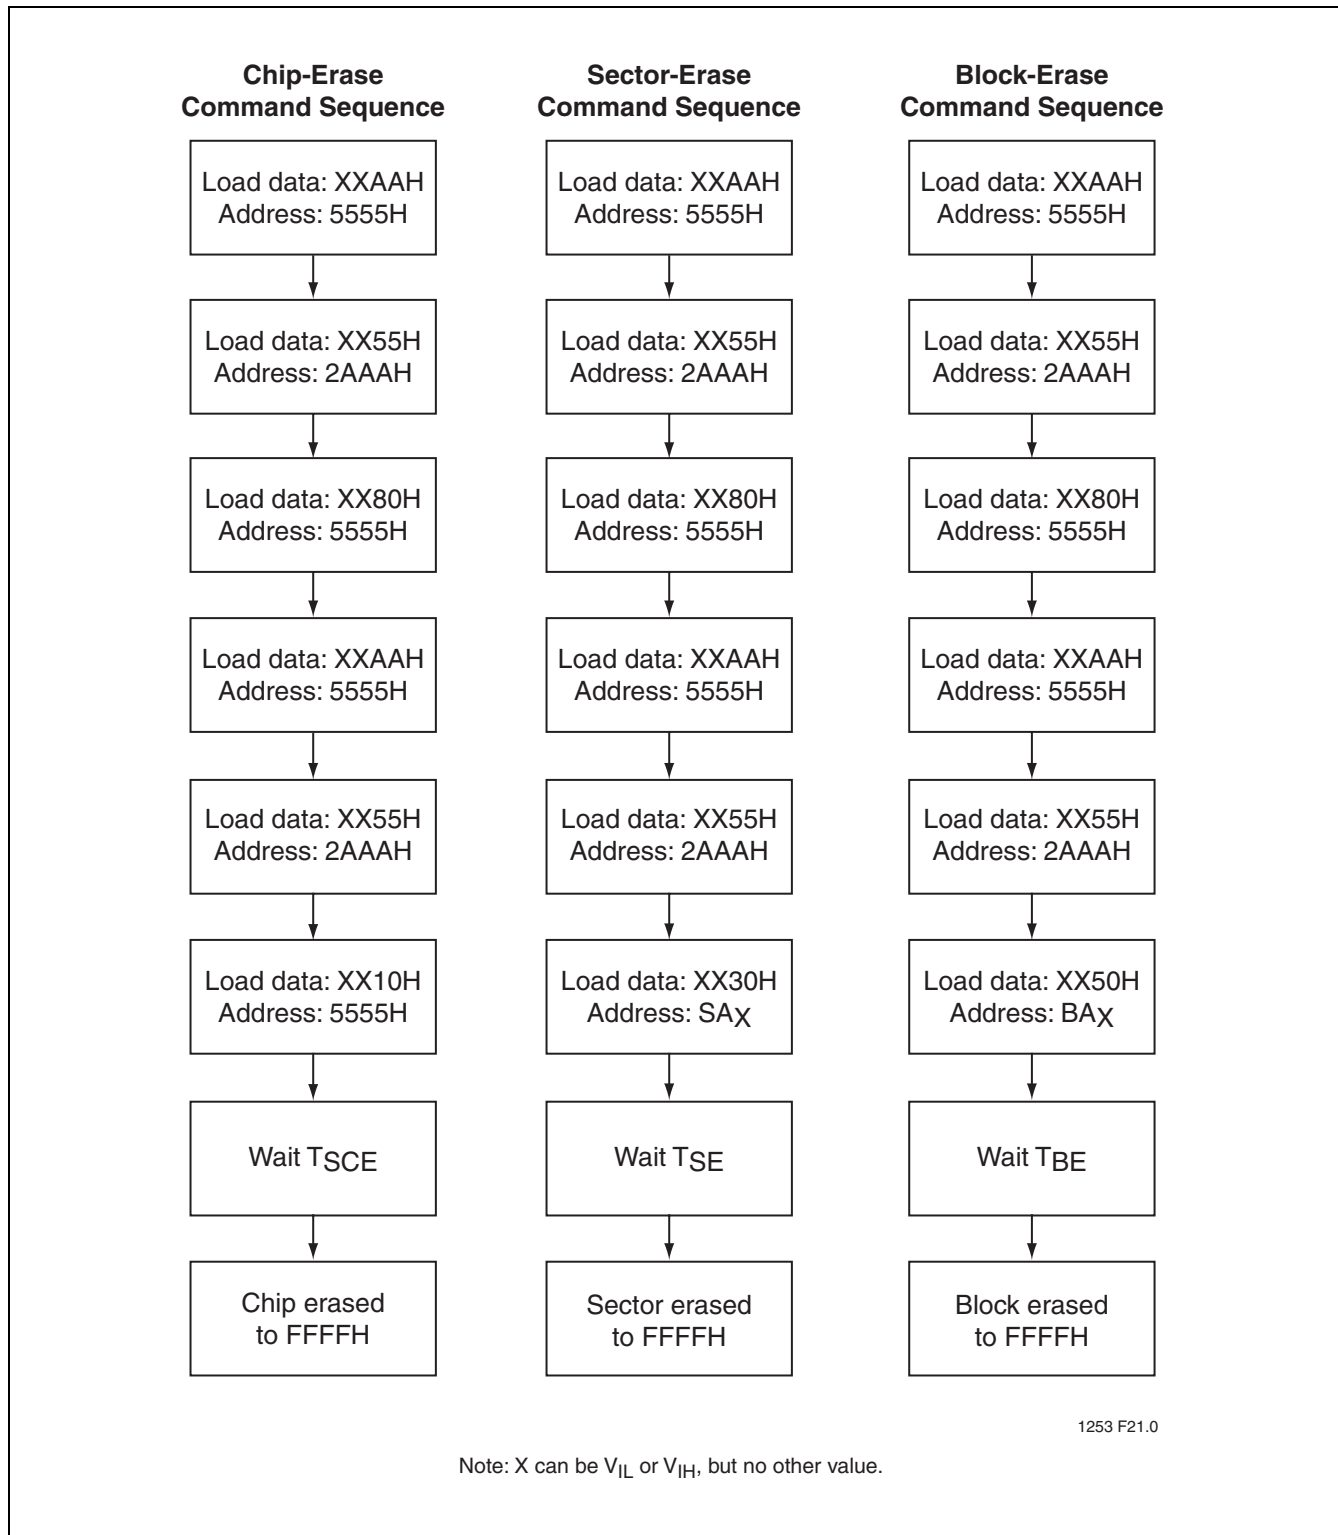 Chip-Erase
Command Sequence
Load data: XXAAH
Address: 5555H
Load data: XX55H
Address: 2AAAH
Load data: XX80H
Address: 5555H
Load data: XXAAH
Address: 5555H
Load data: XX55H
Address: 2AAAH
Load data: XX10H
Address: 5555H
Wait TSCE
Chip erased
to FFFFH
Sector-Erase
Command Sequence
Load data: XXAAH
Address: 5555H
Load data: XX55H
Address: 2AAAH
Load data: XX80H
Address: 5555H
Load data: XXAAH
Address: 5555H
Load data: XX55H
Address: 2AAAH
Load data: XX30H
Address: SAX
Wait TSE
Sector erased
to FFFFH
Block-Erase
Command Sequence
Load data: XXAAH
Address: 5555H
Load data: XX55H
Address: 2AAAH
Load data: XX80H
Address: 5555H
Load data: XXAAH
Address: 5555H
Load data: XX55H
Address: 2AAAH
Load data: XX50H
Address: BAX
Wait TBE
Block erased
to FFFFH
1253 F21.0
Note: X can be VIL or VIH, but no other value.